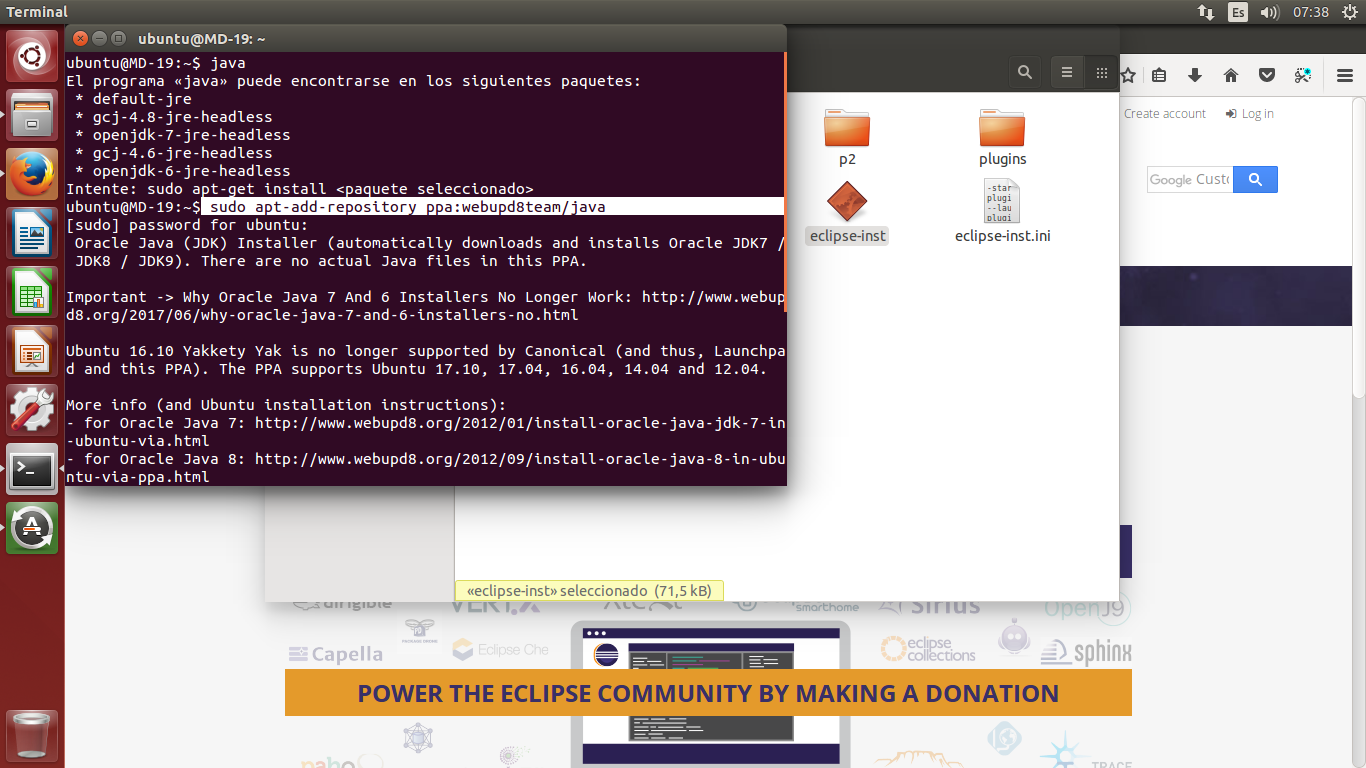 Terminal
Es
07:38
ubuntu@MD-19: ~
ubuntu@MD-19:~$ java
El programa «java» puede encontrarse en los siguientes paquetes:
* default-jre
* gcj-4.8-jre-headless
* openjdk-7-jre-headless
* gcj-4.6-jre-headless
* openjdk-6-jre-headless
Intente: sudo apt-get install <paquete seleccionado>
ubuntu@MD-19:~$ sudo apt-add-repository ppa:webupd8team/java
[sudo] password for ubuntu:
Oracle Java (JDK) Installer (automatically downloads and installs Oracle JDK7 /
JDK8 / JDK9). There are no actual Java files in this PPA.
Important -> Why Oracle Java 7 And 6 Installers No Longer Work: http://www.webup
d8.org/2017/06/why-oracle-java-7-and-6-installers-no.html
Ubuntu 16.10 Yakkety Yak is no longer supported by Canonical (and thus, Launchpa
d and this PPA). The PPA supports Ubuntu 17.10, 17.04, 16.04, 14.04 and 12.04.
More info (and Ubuntu installation instructions):
- for Oracle Java 7: http://www.webupd8.org/2012/01/install-oracle-java-jdk-7-in
-ubuntu-via.html
- for Oracle Java 8: http://www.webupd8.org/2012/09/install-oracle-java-8-in-ubu
ntu-via-ppa.html
p2
plugins
-star
plugi
--lau
plugi
eclipse-inst
eclipse-inst.ini
Create account
Log in
Google Custo
«eclipse-inst» seleccionado (71,5 kB)
dirigible
VERT.X
smarthome
Sirius
OpenJ9
Capella
Eclipse Che
eclipse
collections
sphinx
POWER THE ECLIPSE COMMUNITY BY MAKING A DONATION
paho
TRACE